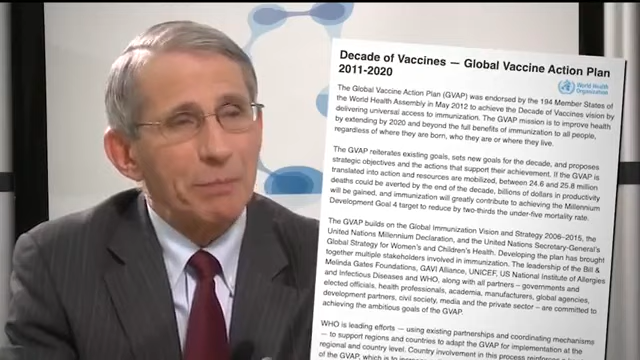 Decade of Vaccines — Global Vaccine Action Plan
2011-2020
World Health
Organization
The Global Vaccine Action Plan (GVAP) was endorsed by the 194 Member States of
the World Health Assembly in May 2012 to achieve the Decade of Vaccines vision by
delivering universal access to immunization. The GVAP mission is to improve health
by extending by 2020 and beyond the full benefits of immunization to all people,
regardless of where they are born, who they are or where they live.
The GVAP reiterates existing goals, sets new goals for the decade, and proposes
strategic objectives and the actions that support their achievement. If the GVAP is
translated into action and resources are mobilized, between 24.6 and 25.8 million
deaths could be averted by the end of the decade, billions of dollars in productivity
will be gained, and immunization will greatly contribute to achieving the Millennium
Development Goal 4 target to reduce by two-thirds the under-five mortality rate.
The GVAP builds on the Global Immunization Vision and Strategy 2006–2015, the
United Nations Millennium Declaration, and the United Nations Secretary-General's
Global Strategy for Women's and Children's Health. Developing the plan has brought
together multiple stakeholders involved in immunization. The leadership of the Bill &
Melinda Gates Foundations, GAVI Alliance, UNICEF, US National Institute of Allergies
and Infectious Diseases and WHO, along with all partners – governments and
elected officials, health professionals, academia, manufacturers, global agencies,
development partners, civil society, media and the private sector – are committed to
achieving the ambitious goals of the GVAP.
WHO is leading efforts — using existing partnerships and coordinating mechanisms
— to support regions and countries to adapt the GVAP for implementation at the
regional and country level. Country involvement in this process
of the GVAP, which is to